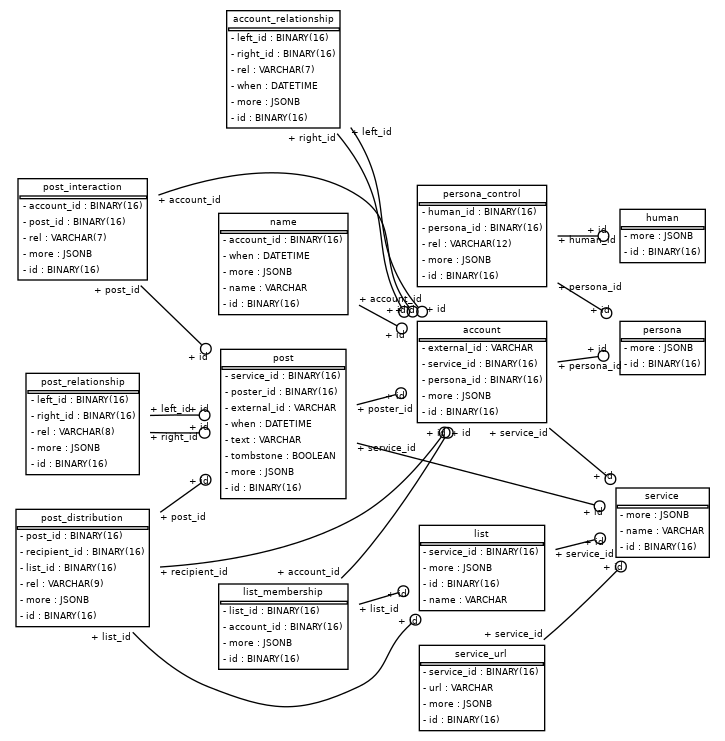 account_relationship
- left_id : BINARY(16)
- right_id : BINARY(16)
- rel : VARCHAR(7)
- when : DATETIME
- more : JSONB
- id : BINARY(16)
+ right_id
+ left_id
post_interaction
- account_id : BINARY(16)
- post_id : BINARY(16)
- rel : VARCHAR(7)
- more : JSONB
- id : BINARY(16)
+ account_id
+ post_id
name
- account_id : BINARY(16)
- when : DATETIME
- more : JSONB
- name : VARCHAR
- id : BINARY(16)
+ account_id
+ id
+ id
persona_control
- human_id : BINARY(16)
- persona_id : BINARY(16)
- rel : VARCHAR(12)
- more : JSONB
- id : BINARY(16)
+ id
+ human_id
+ persona_id
+ id
human
- more : JSONB
- id : BINARY(16)
account
- external_id : VARCHAR
- service_id : BINARY(16)
- persona_id : BINARY(16)
- more : JSONB
- id : BINARY(16)
+ id
+ persona_id
persona
- more : JSONB
- id : BINARY(16)
+ id
post
- service_id : BINARY(16)
- poster_id : BINARY(16)
- external_id : VARCHAR
- when : DATETIME
- text : VARCHAR
- tombstone : BOOLEAN
- more : JSONB
- id : BINARY(16)
+ id
+ poster_id
+ service_id
post_relationship
- left_id : BINARY(16)
- right_id : BINARY(16)
- rel : VARCHAR(8)
- more : JSONB
- id : BINARY(16)
+ left_id
+ id
+ id
+ right_id
+ id
+ id
+ id
+ service_id
+ id
+ id
service
- more : JSONB
- name : VARCHAR
- id : BINARY(16)
post_distribution
- post_id : BINARY(16)
- recipient_id : BINARY(16)
- list_id : BINARY(16)
- rel : VARCHAR(9)
- more : JSONB
- id : BINARY(16)
+ post_id
+ recipient_id
+ list_id
+ account_id
list
- service_id : BINARY(16)
- more : JSONB
- id : BINARY(16)
- name : VARCHAR
+ id
+ service_id
+ id
list_membership
- list_id : BINARY(16)
- account_id : BINARY(16)
- more : JSONB
- id : BINARY(16)
+ id
+ list_id
+ id
+ service_id
service_url
- service_id : BINARY(16)
- url : VARCHAR
- more : JSONB
- id : BINARY(16)